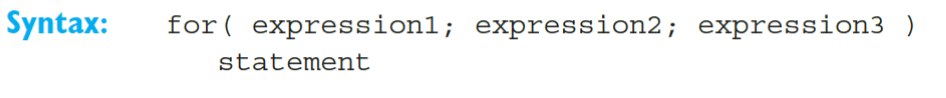 Syntax: for( expression1; expression2; expression3 )
statement